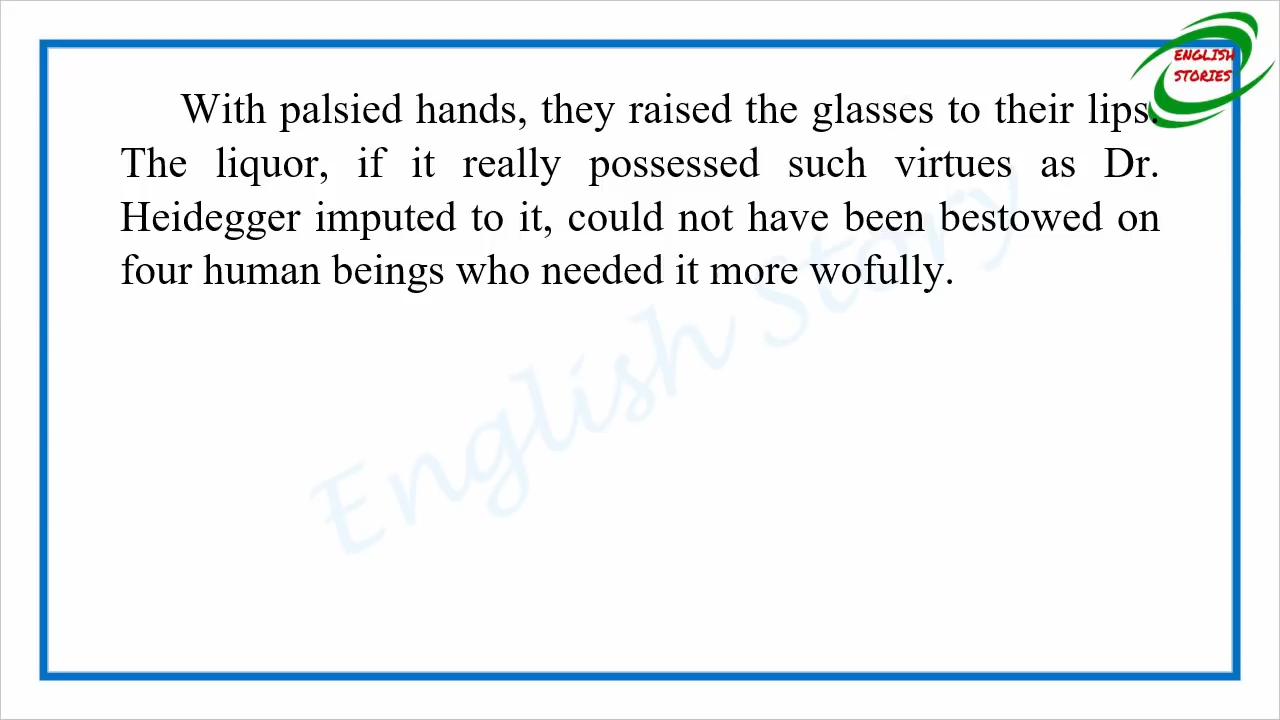 ENGLISH
STORIES
With palsied hands, they raised the glasses to their lips.
The liquor, if it really possessed such virtues as Dr.
Heidegger imputed to it, could not have been bestowed on
four human beings who needed it more wofully.
English Story